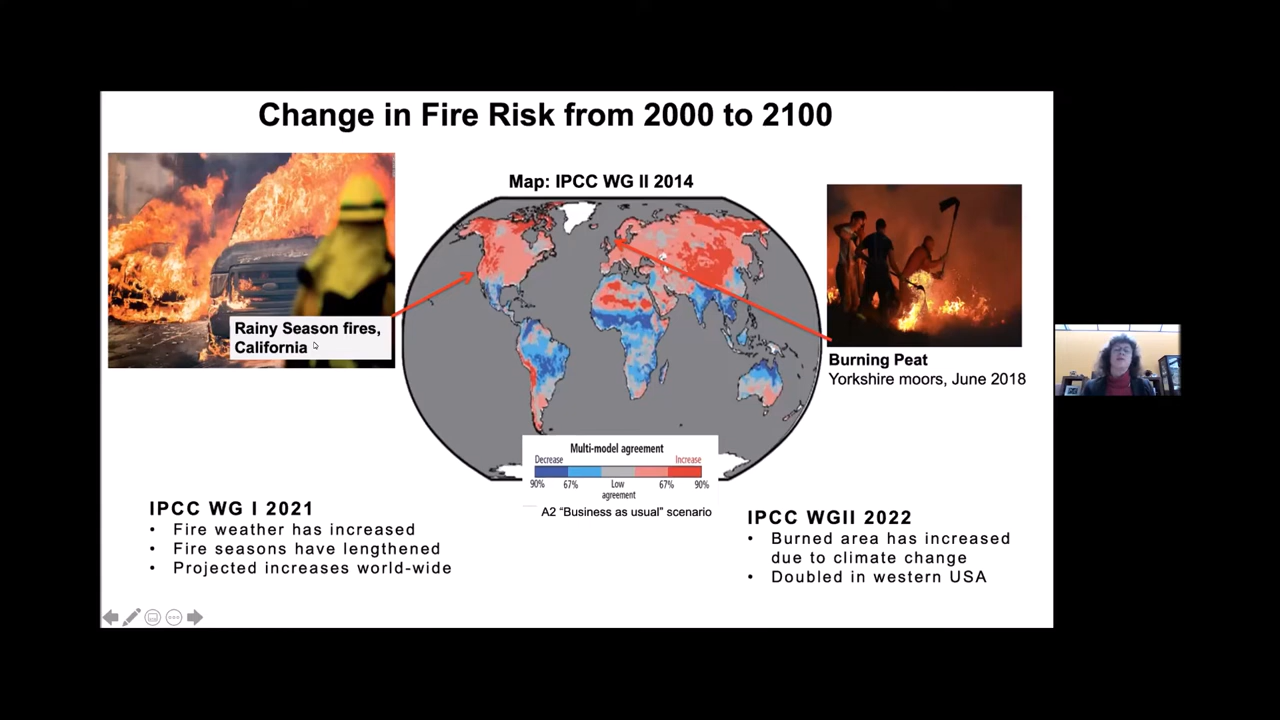 Change in Fire Risk from 2000 to 2100
Map: IPCC WG II 2014
Rainy Season fires,
California
Burning Peat
Yorkshire moors, June 2018
Multi-model agreement
Decrease
Increase
90%
67%
Low
agreement
67%
90%
A2 “Business as usual” scenario
IPCC WG I 2021
• Fire weather has increased
• Fire seasons have lengthened
• Projected increases world-wide
IPCC WGII 2022
• Burned area has increased
due to climate change
• Doubled in western USA